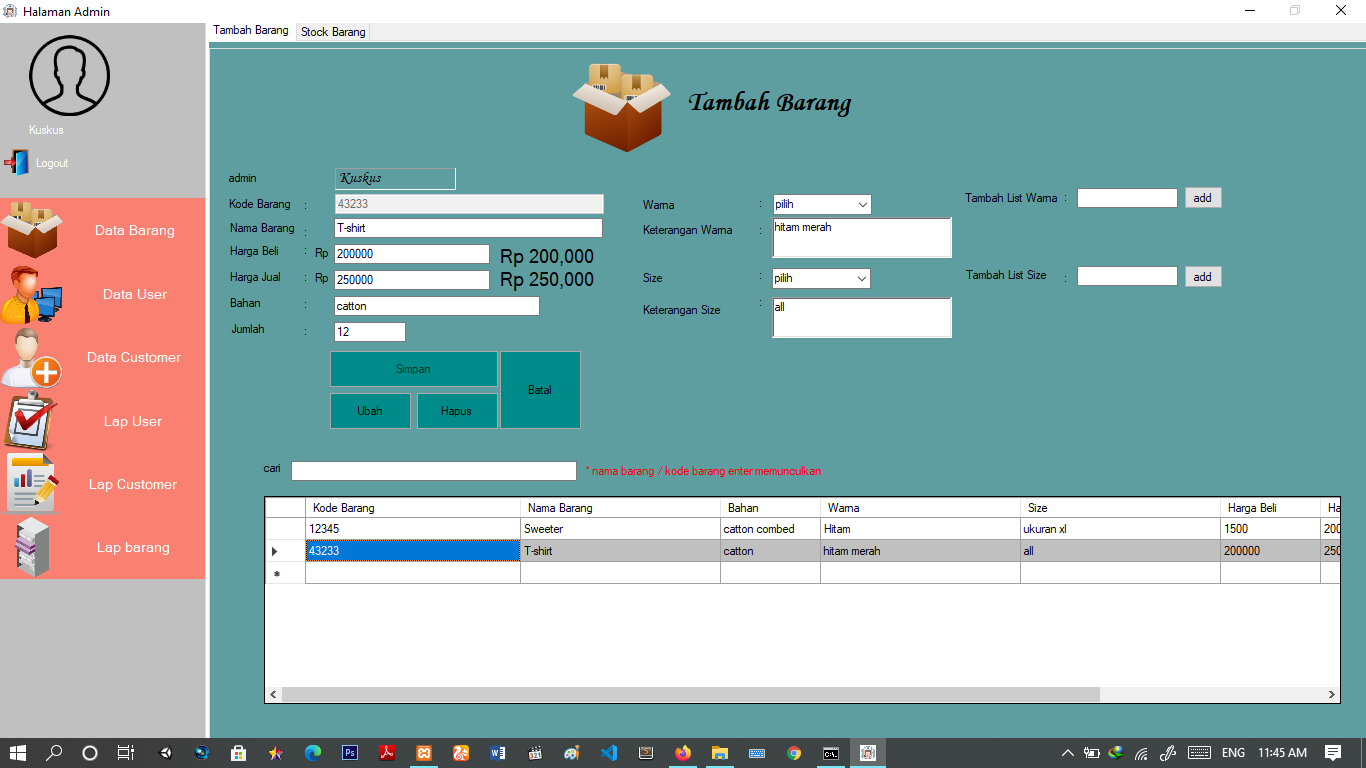 Halaman Admin
Tambah Barang
Stock Barang
Kuskus
Logout
Data Barang
Data User
Data Customer
Lap User
Lap Customer
Lap barang
Tambah Barang
admin
Kuskus
Kode Barang : 43233
Nama Barang : T-shirt
Harga Beli : Rp 200000 Rp 200,000
Harga Jual : Rp 250000 Rp 250,000
Bahan : catton
Jumlah : 12
Warna : pilih
Keterangan Warna : hitam merah
Size : pilih
Keterangan Size : all
Tambah List Warna : add
Tambah List Size : add
Simpan
Ubah
Hapus
Batal
cari
* nama barang / kode barang enter memunculkan
Kode Barang Nama Barang Bahan Warna Size Harga Beli Ha
12345 Sweeter catton combed Hitam ukuran xl 1500 200
43233 T-shirt catton hitam merah all 200000 250
ENG 11:45 AM